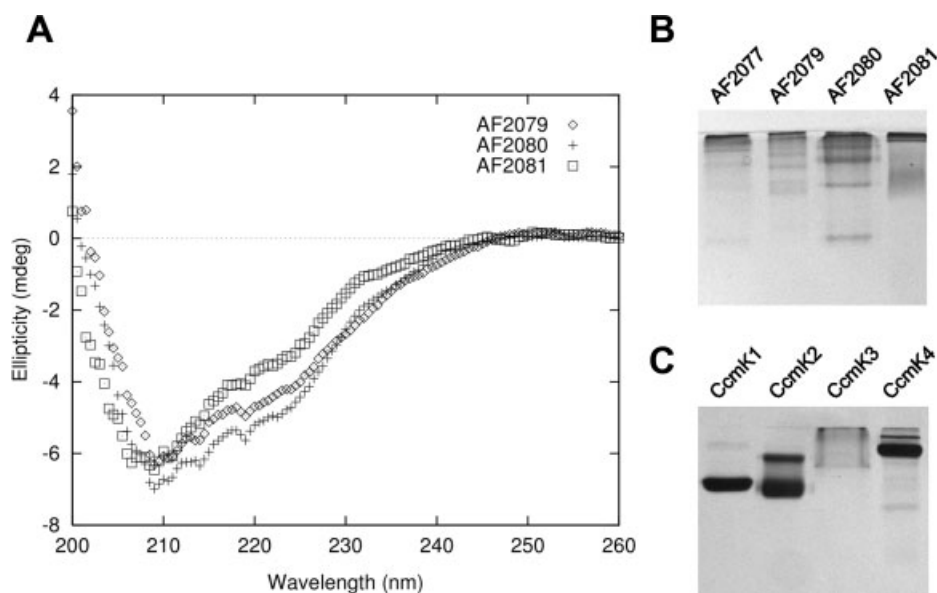 A
Ellipticity (mdeg)
4
2
0
-2
-4
-6
-8
AF2079
AF2080
AF2081
200 210 220 230 240 250 260
Wavelength (nm)
B
AF2077 AF2079 AF2080 AF2081
C
CcmK1 CcmK2 CcmK3 CcmK4